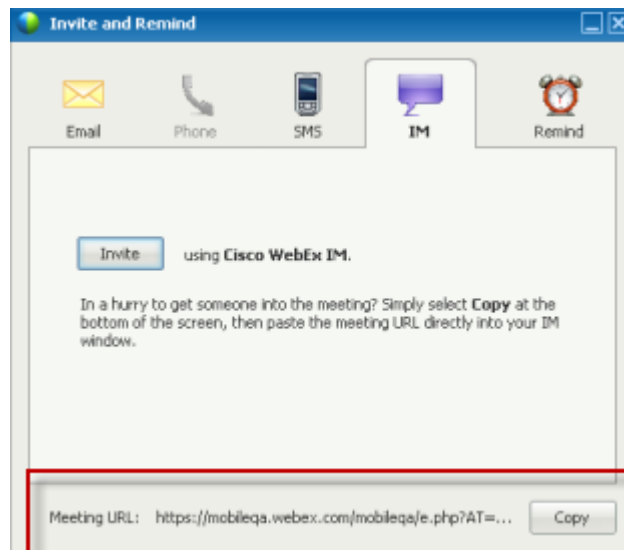 Invite and Remind
Email Phone SMS IM Remind
Invite using Cisco WebEx IM.
In a hurry to get someone into the meeting? Simply select Copy at the
bottom of the screen, then paste the meeting URL directly into your IM
window.
Meeting URL: https://mobileqa.webex.com/mobileqa/e.php?AT=... Copy